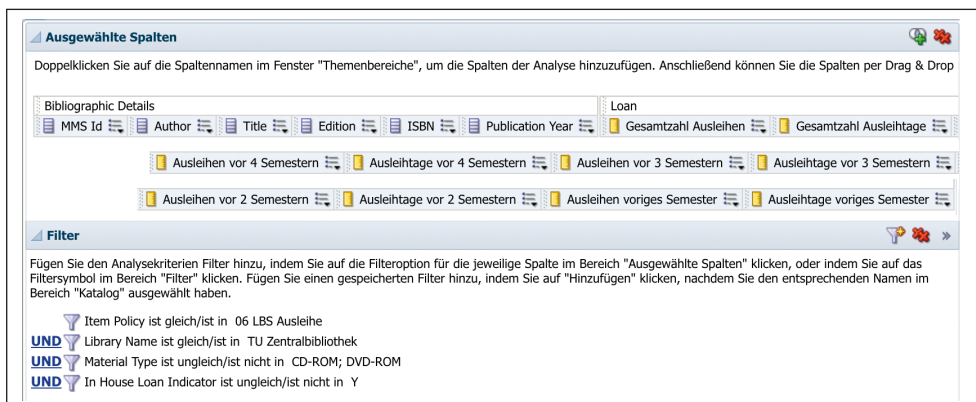 Ausgewählte Spalten
Doppelklicken Sie auf die Spaltennamen im Fenster "Themenbereiche", um die Spalten der Analyse hinzuzufügen. Anschließend können Sie die Spalten per Drag & Drop
Bibliographic Details Loan
MMS Id Author Title Edition ISBN Publication Year Gesamtzahl Ausleihen Gesamtzahl Ausleihtage
Ausleihen vor 4 Semestern Ausleihtage vor 4 Semestern Ausleihen vor 3 Semestern Ausleihtage vor 3 Semestern
Ausleihen vor 2 Semestern Ausleihtage vor 2 Semestern Ausleihen voriges Semester Ausleihtage voriges Semester
Filter »
Fügen Sie den Analysekriterien Filter hinzu, indem Sie auf die Filteroption für die jeweilige Spalte im Bereich "Ausgewählte Spalten" klicken, oder indem Sie auf das
Filtersymbol im Bereich "Filter" klicken. Fügen Sie einen gespeicherten Filter hinzu, indem Sie auf "Hinzufügen" klicken, nachdem Sie den entsprechenden Namen im
Bereich "Katalog" ausgewählt haben.
Item Policy ist gleich/ist in 06 LBS Ausleihe
UND Library Name ist gleich/ist in TU Zentralbibliothek
UND Material Type ist ungleich/ist nicht in CD-ROM; DVD-ROM
UND In House Loan Indicator ist ungleich/ist nicht in Y